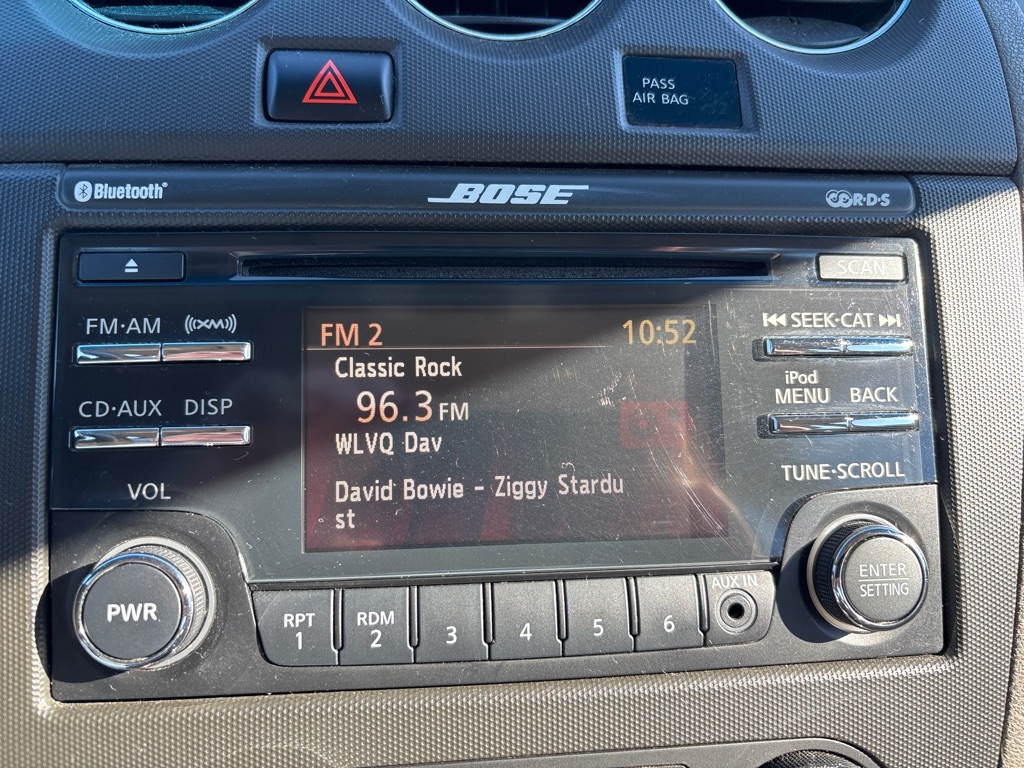 PASS
AIR BAG
Bluetooth®
BOSE
R·D·S
SCAN
FM·AM
((XM))
SEEK·CAT
CD·AUX
DISP
iPod
MENU
BACK
VOL
TUNE·SCROLL
FM 2
10:52
Classic Rock
96.3 FM
WLVQ Dav
David Bowie - Ziggy Stardu
st
PWR
RPT
1
RDM
2
3
4
5
6
AUX IN
ENTER
SETTING